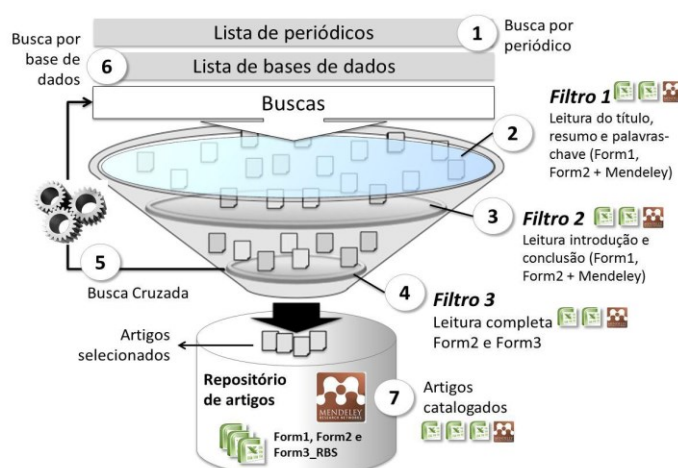 Lista de periódicos
1
Busca por
periódico
Busca por
base de
dados
6
Lista de bases de dados
Buscas
2
Filtro 1
Leitura do título,
resumo e palavras-
chave (Form1,
Form2 + Mendeley)
3
Filtro 2
Leitura introdução e
conclusão (Form1,
Form2 + Mendeley)
5
Busca Cruzada
4
Filtro 3
Leitura completa
Form2 e Form3
Artigos
selecionados
Repositório
de artigos
MENDELEY
7
Artigos
catalogados
Form1, Form2 e
Form3_RBS